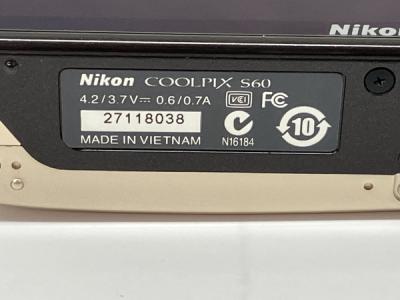 Nikon
Nikon COOLPIX S60
4.2/3.7V⎓ 0.6/0.7A VCI FC
27118038 10
MADE IN VIETNAM N16184